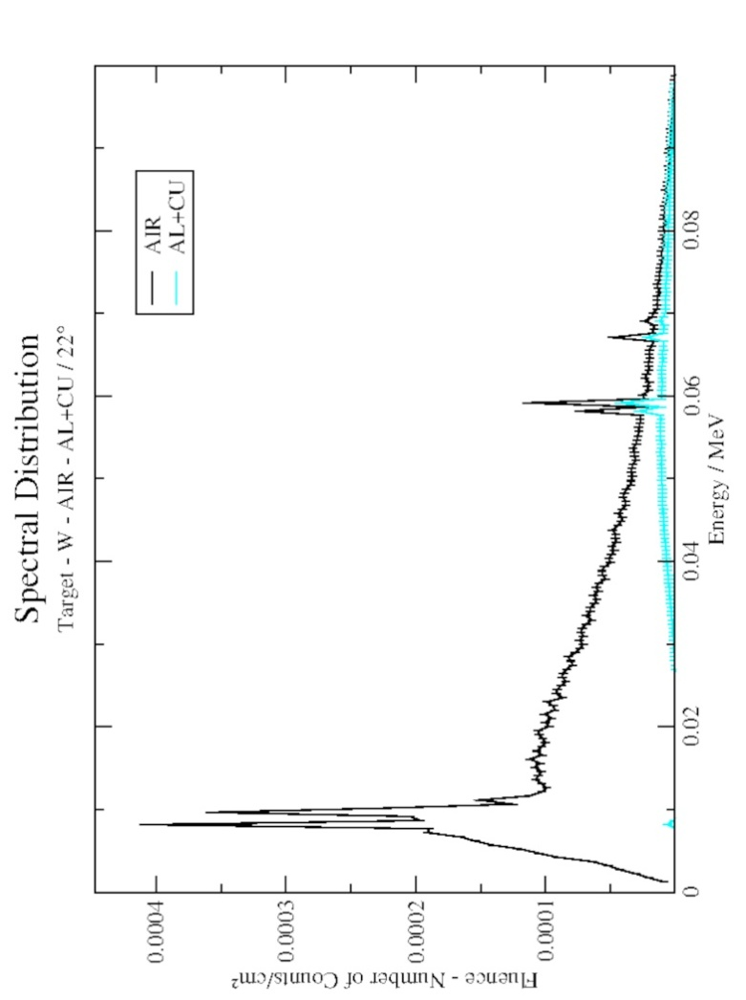 Spectral Distribution
Target - W - AIR - AL+CU / 22°
AIR
AL+CU
0.0004
0.0003
0.0002
0.0001
Fluence - Number of Counts/cm²
0
0.02
0.04
0.06
0.08
Energy / MeV